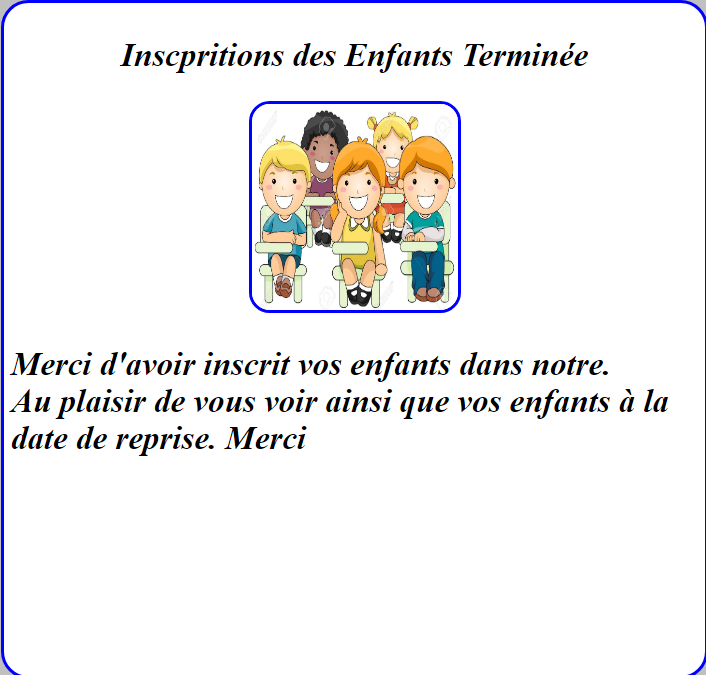 Inscpritions des Enfants Terminée
Merci d'avoir inscrit vos enfants dans notre.
Au plaisir de vous voir ainsi que vos enfants à la
date de reprise. Merci